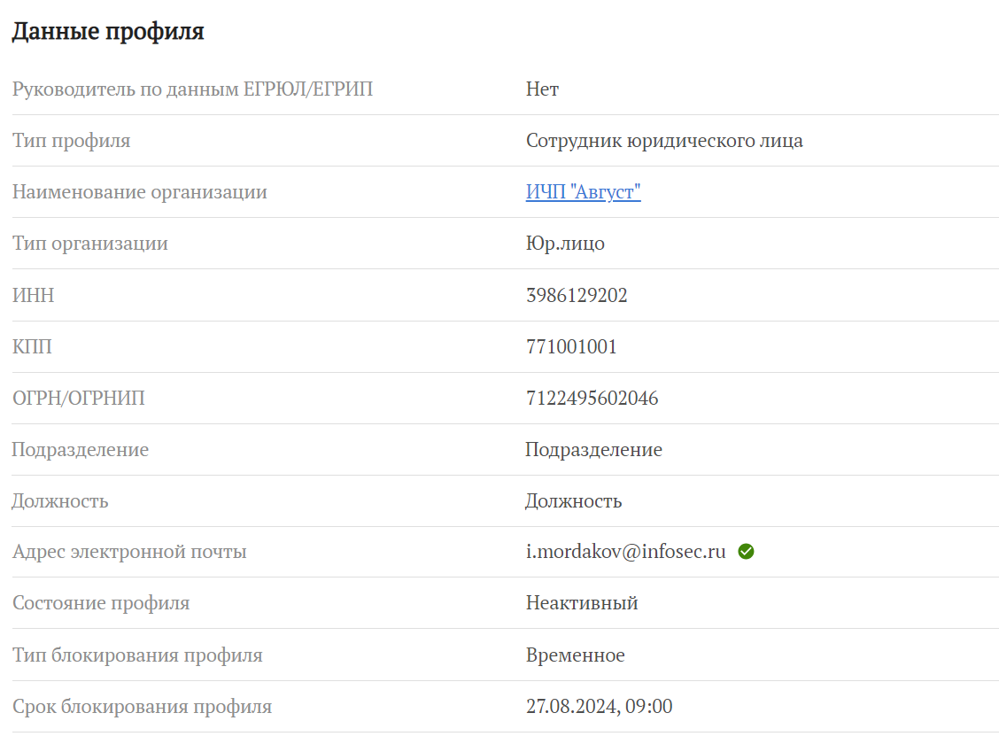 Данные профиля
Руководитель по данным ЕГРЮЛ/ЕГРИП Нет
Тип профиля Сотрудник юридического лица
Наименование организации ИЧП "Август"
Тип организации Юр.лицо
ИНН 3986129202
КПП 771001001
ОГРН/ОГРНИП 7122495602046
Подразделение Подразделение
Должность Должность
Адрес электронной почты i.mordakov@infosec.ru
Состояние профиля Неактивный
Тип блокирования профиля Временное
Срок блокирования профиля 27.08.2024, 09:00